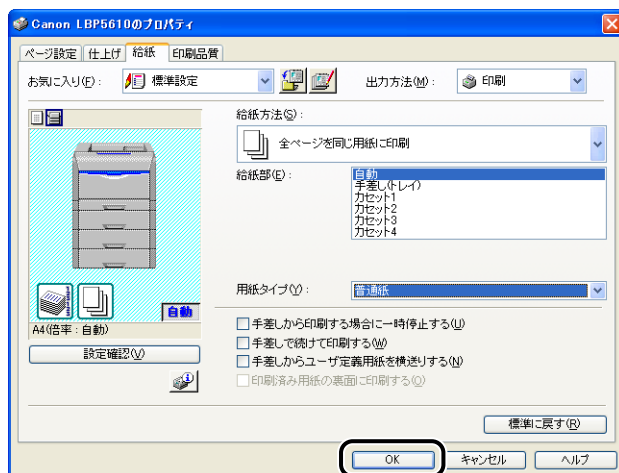 Canon LBP5610のプロパティ
ページ設定 仕上げ 給紙 印刷品質
お気に入り(F): 標準設定 出力方法(M): 印刷
給紙方法(S):
全ページを同じ用紙に印刷
給紙部(E): 自動
手差し(トレイ)
カセット1
カセット2
カセット3
カセット4
用紙タイプ(Y): 普通紙
自動
A4(倍率:自動)
設定確認(V)
手差しから印刷する場合に一時停止する(U)
手差しで続けて印刷する(W)
手差しからユーザ定義用紙を横送りする(N)
印刷済み用紙の裏面に印刷する(O)
標準に戻す(R)
OK キャンセル ヘルプ